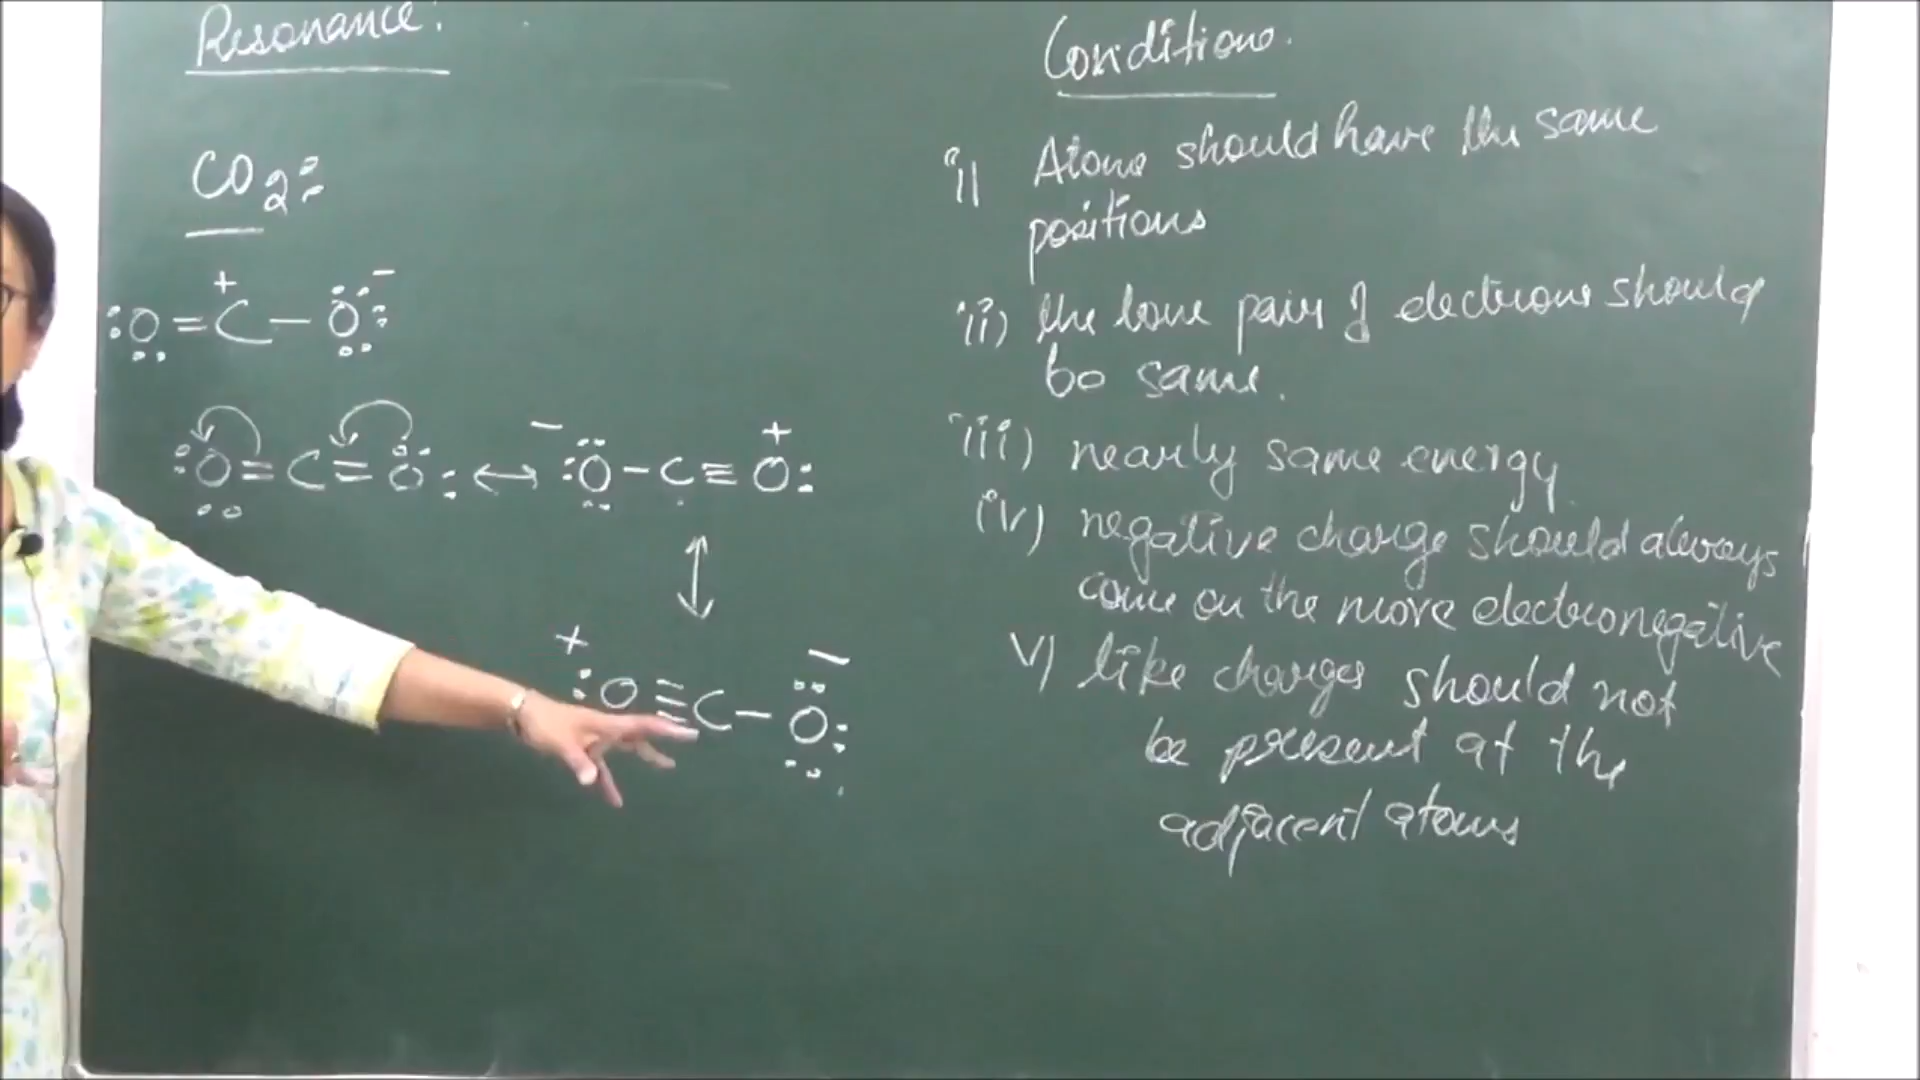 Resonance:
CO2:
:O = C+ — O:-
:O = C = O: ↔ -:O — C ≡ O:+
↕
+:O ≡ C — O:-
Conditions.
i) Atoms should have the same
positions
ii) the lone pair of electrons should
be same.
iii) nearly same energy.
iv) negative charge should always
come on the more electronegative
v) like charges should not
be present at the
adjacent atoms